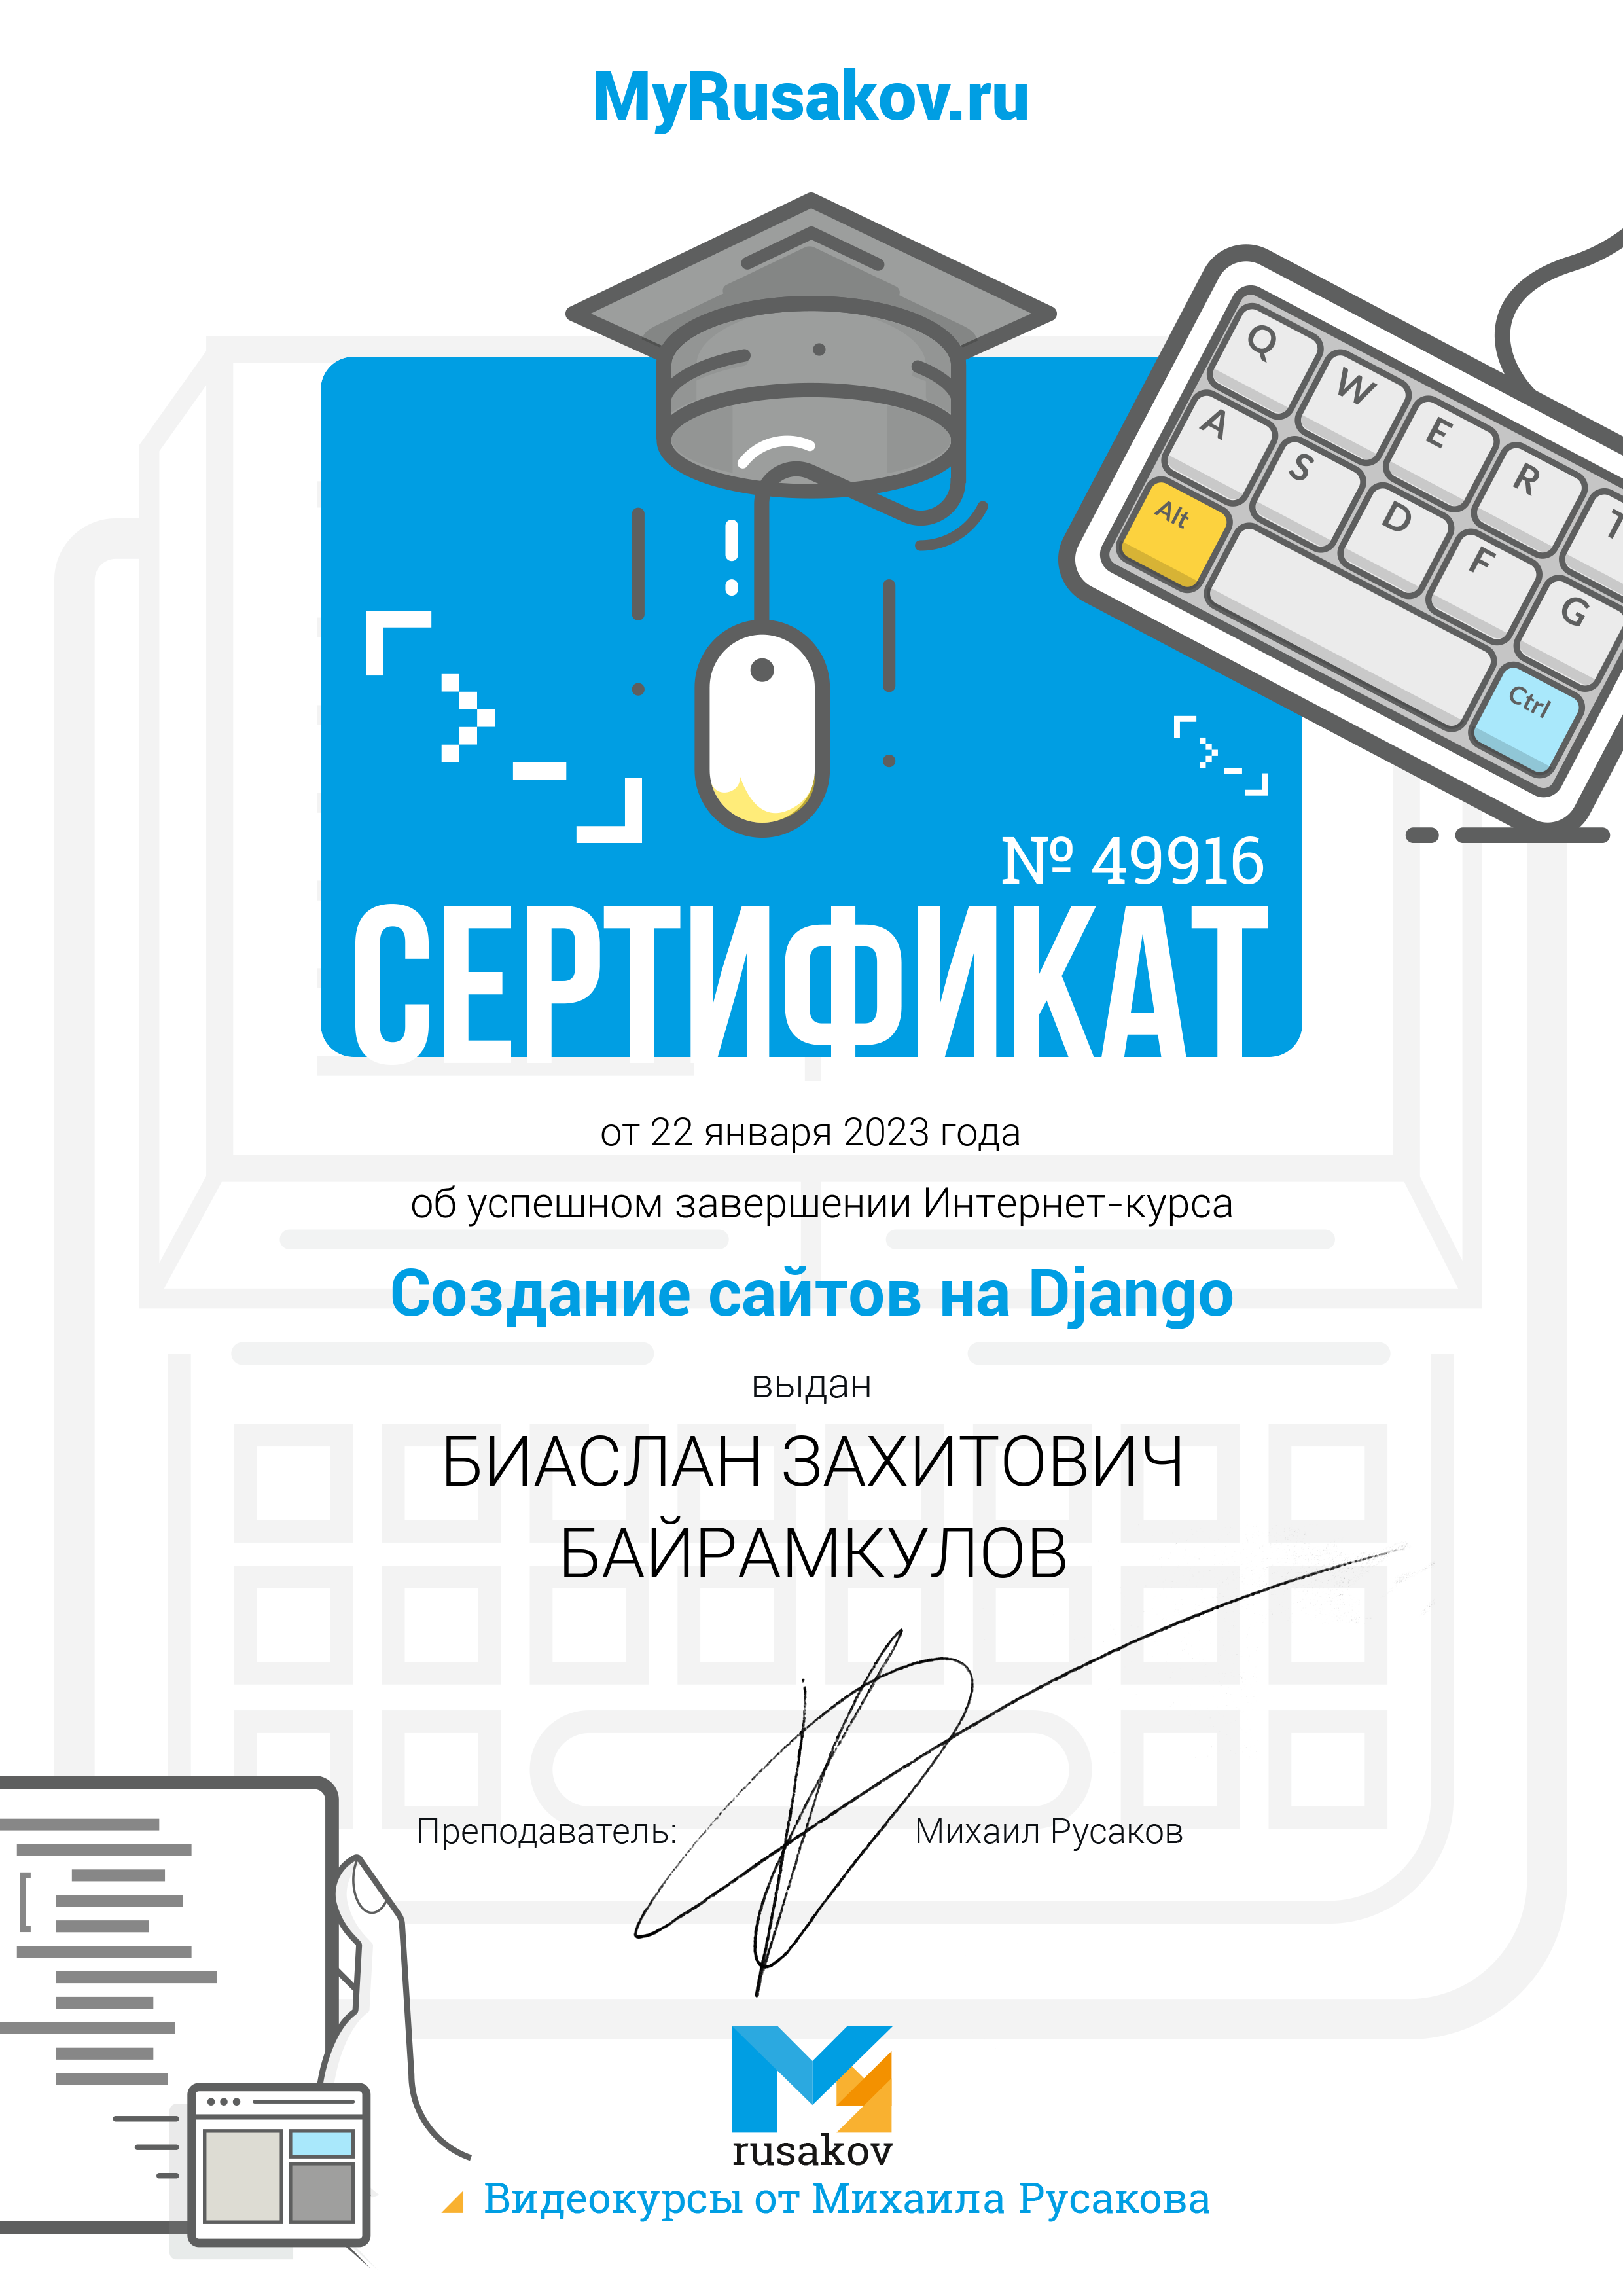 MyRusakov.ru
Q W E R T
A S D F G
Alt
Ctrl
№ 49916
СЕРТИФИКАТ
от 22 января 2023 года
об успешном завершении Интернет-курса
Создание сайтов на Django
выдан
БИАСЛАН ЗАХИТОВИЧ
БАЙРАМКУЛОВ
Преподаватель: Михаил Русаков
rusakov
Видеокурсы от Михаила Русакова